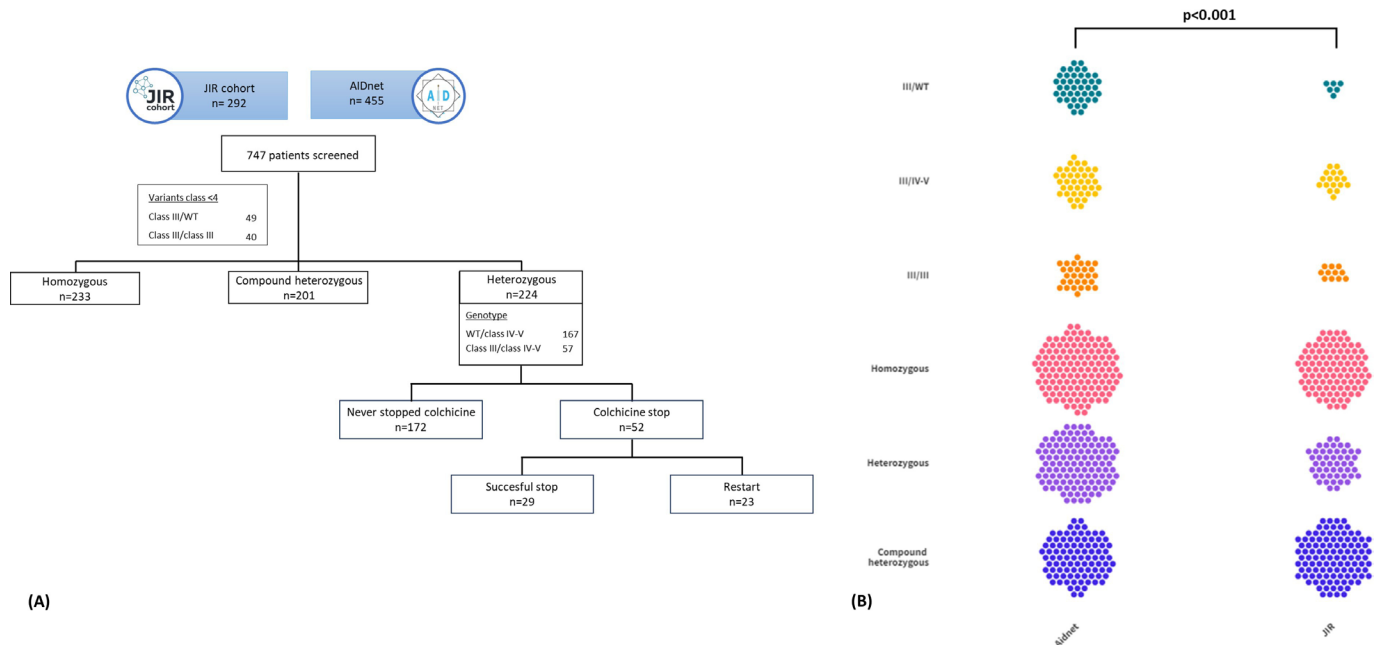 JIR
cohort
JIR cohort
n= 292
AIDnet
n= 455
A I D
NET
747 patients screened
Variants class <4
Class III/WT 49
Class III/class III 40
Homozygous
n=233
Compound heterozygous
n=201
Heterozygous
n=224
Genotype
WT/class IV-V 167
Class III/class IV-V 57
Never stopped colchicine
n=172
Colchicine stop
n=52
Succesful stop
n=29
Restart
n=23
(A)
p<0.001
III/WT
III/IV-V
III/III
Homozygous
Heterozygous
Compound
heterozygous
(B)
Aidnet
JIR